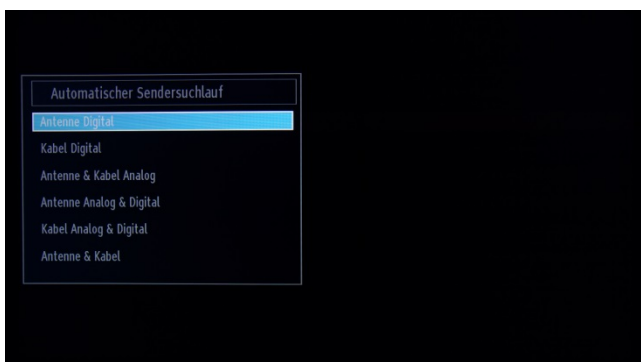 Automatischer Sendersuchlauf
Antenne Digital
Kabel Digital
Antenne & Kabel Analog
Antenne Analog & Digital
Kabel Analog & Digital
Antenne & Kabel